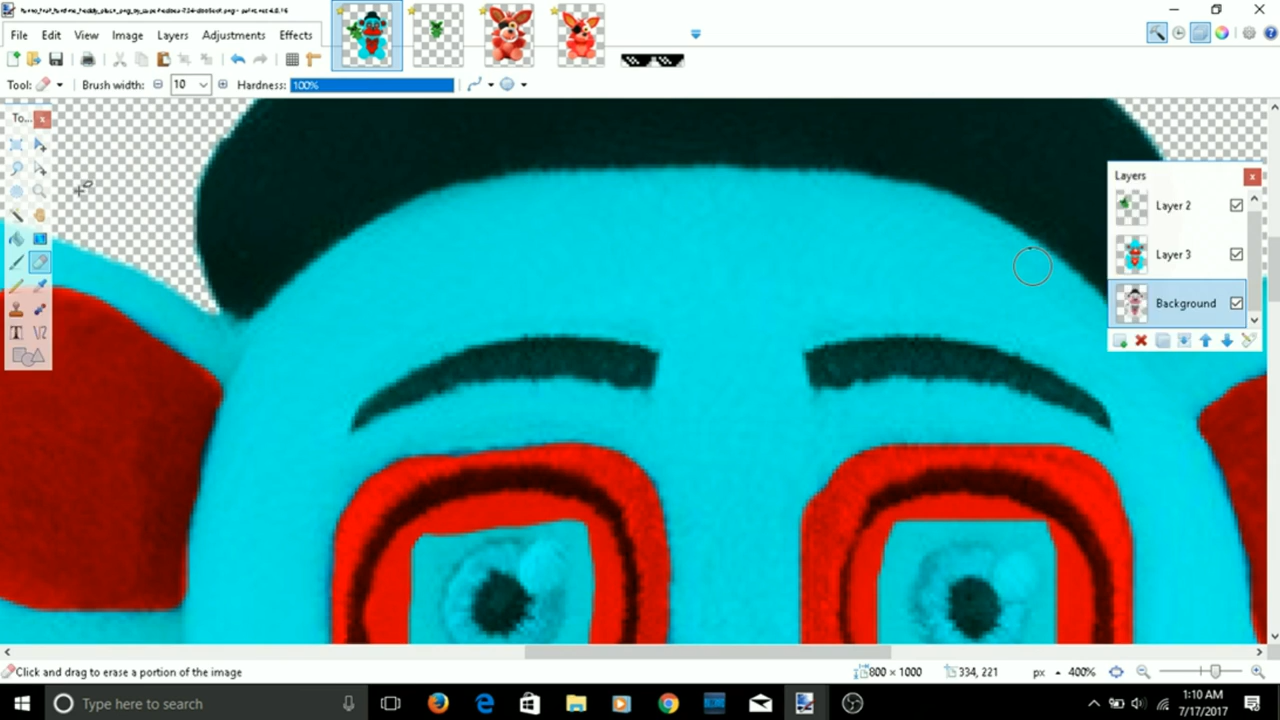 File Edit View Image Layers Adjustments Effects
Tool: Brush width: 10 Hardness: 100%
To...
Layers
Layer 2
Layer 3
Background
Click and drag to erase a portion of the image
800 × 1000
334, 221
px
400%
Type here to search
1:10 AM
7/17/2017